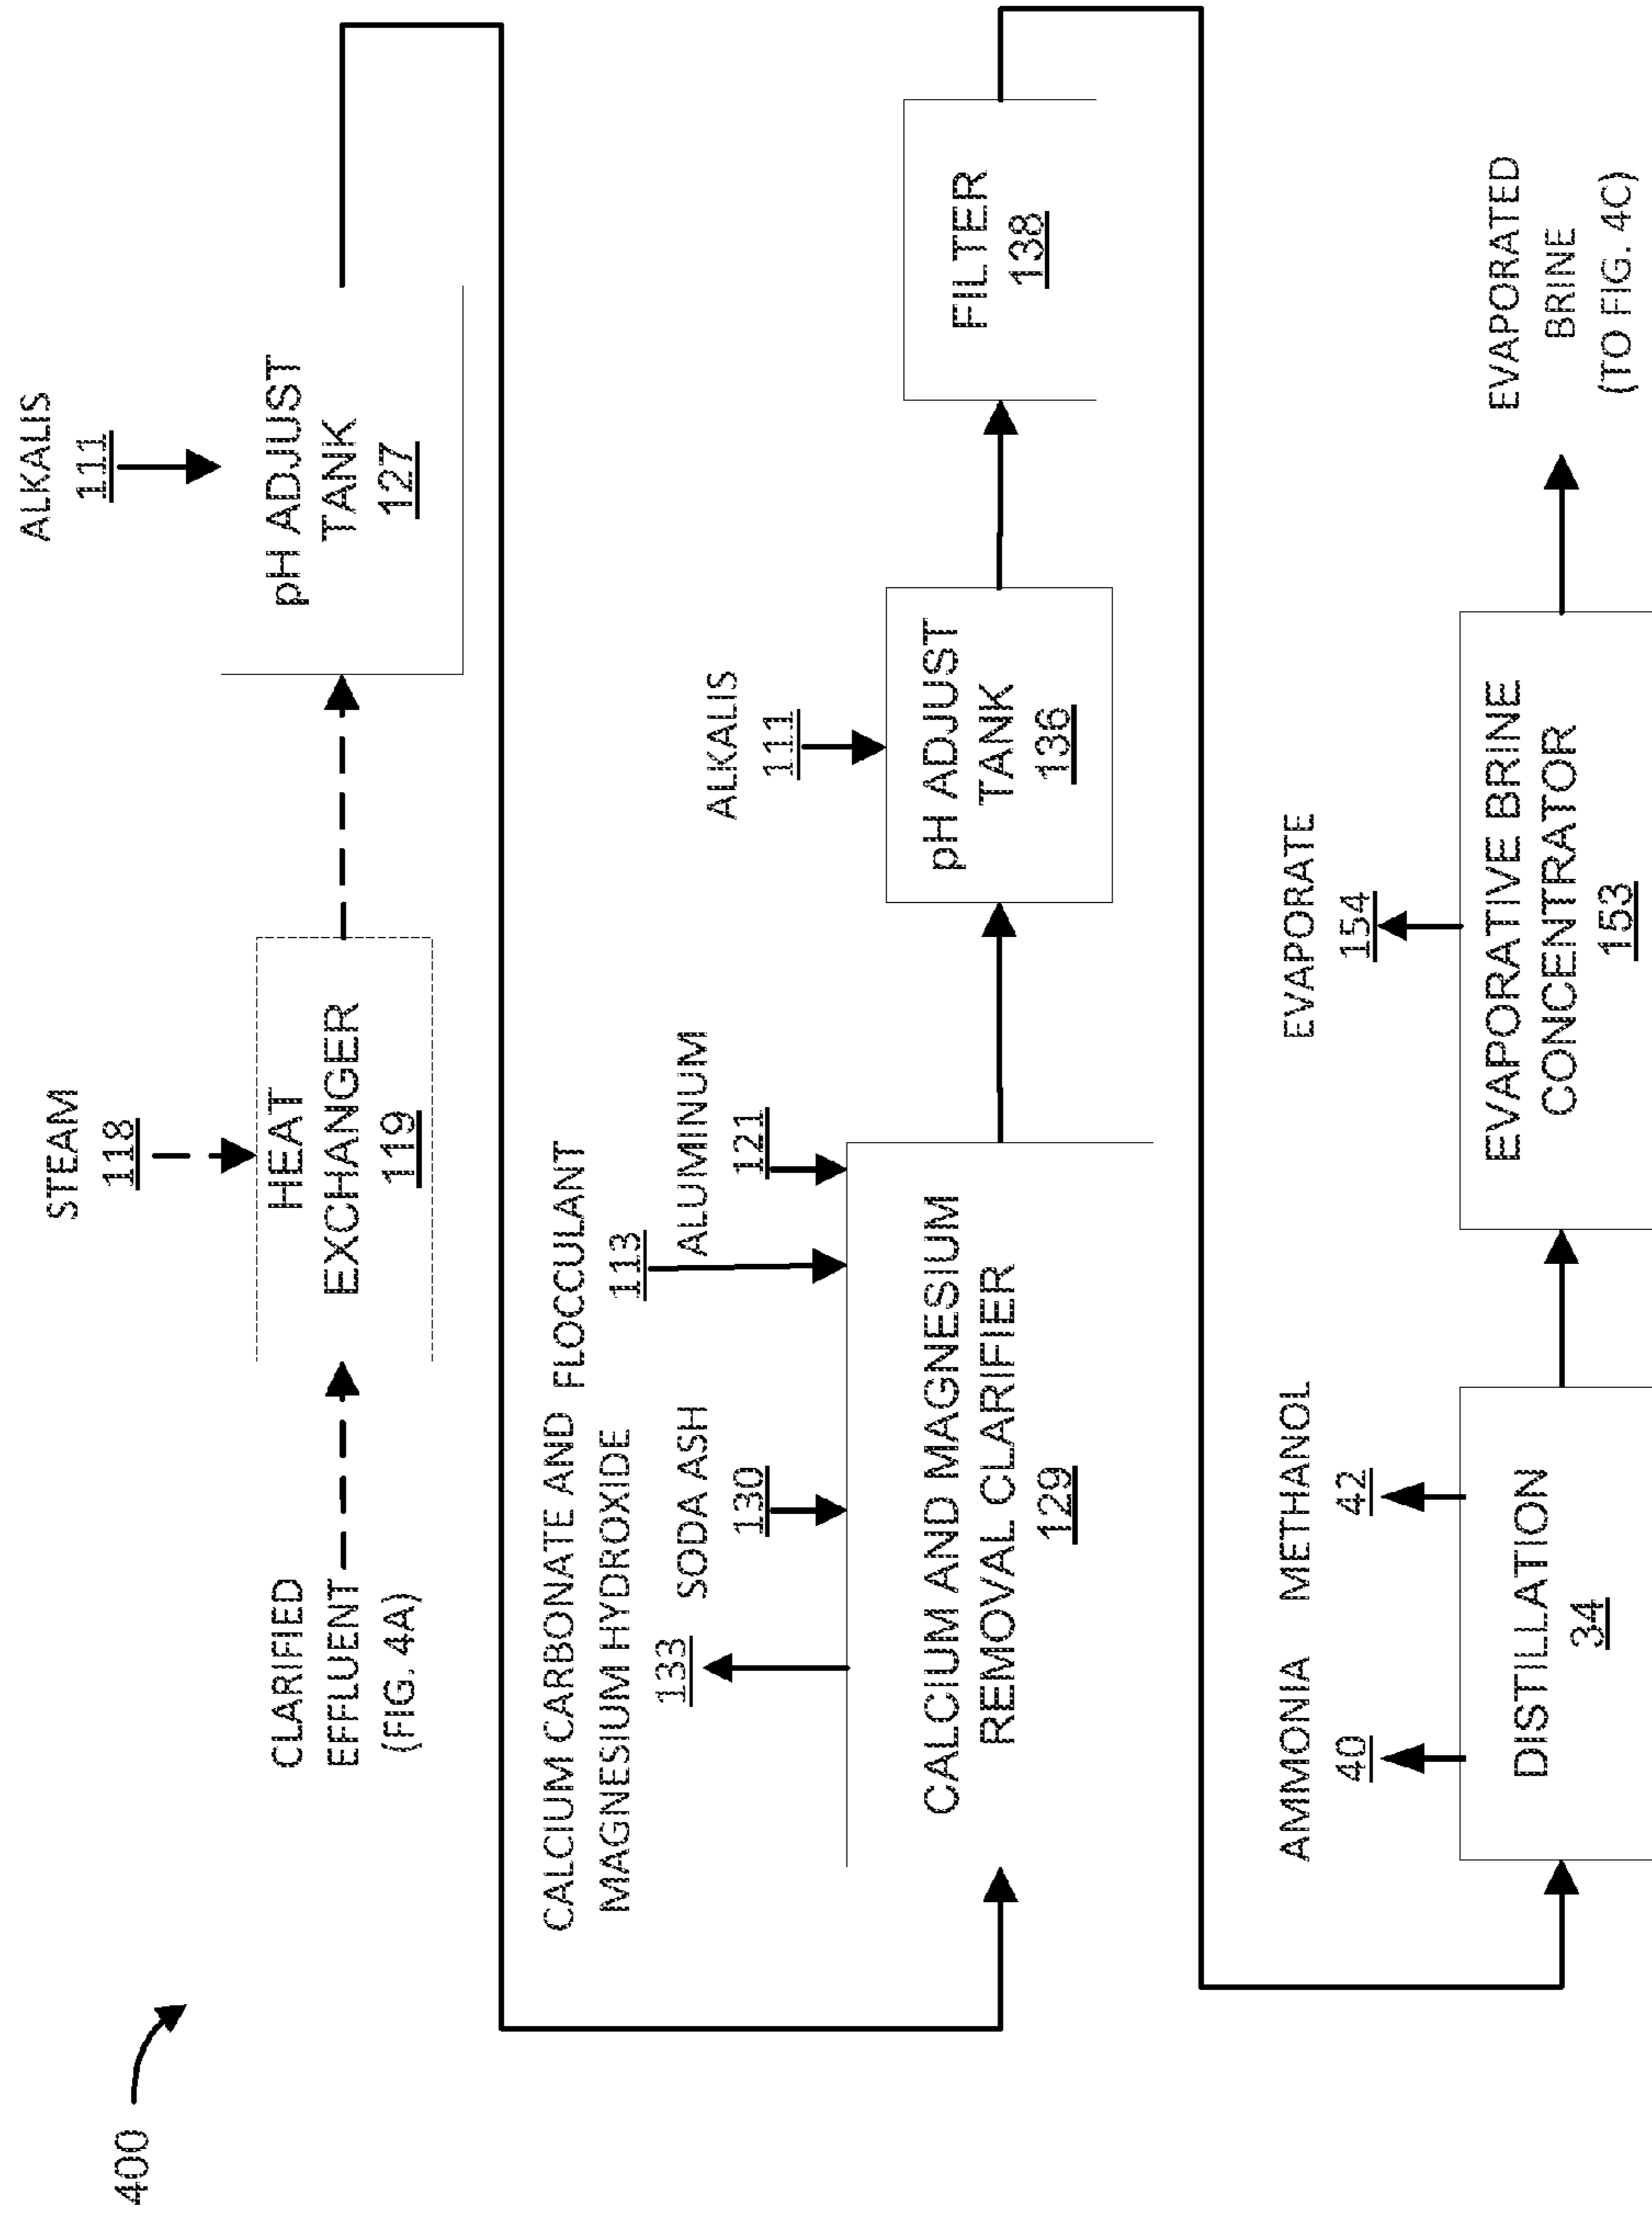 400
STEAM
118
ALKALIS
111
CLARIFIED
EFFLUENT
(FIG. 4A)
HEAT
EXCHANGER
119
pH ADJUST
TANK
127
CALCIUM CARBONATE AND
MAGNESIUM HYDROXIDE
133
SODA ASH
130
FLOCCULANT
113
ALUMINUM
121
ALKALIS
111
CALCIUM AND MAGNESIUM
REMOVAL CLARIFIER
129
pH ADJUST
TANK
136
FILTER
138
AMMONIA
40
METHANOL
42
EVAPORATE
154
DISTILLATION
34
EVAPORATIVE BRINE
CONCENTRATOR
153
EVAPORATED
BRINE
(TO FIG. 4C)